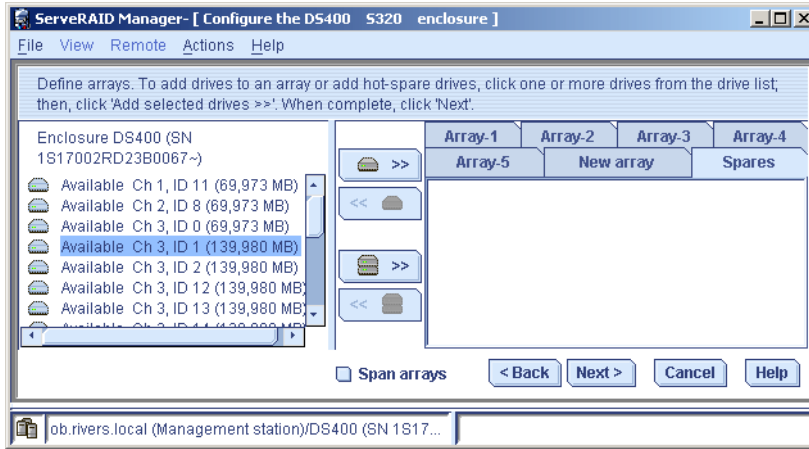 ServeRAID Manager- [ Configure the DS400 5320 enclosure ]
File View Remote Actions Help
Define arrays. To add drives to an array or add hot-spare drives, click one or more drives from the drive list;
then, click 'Add selected drives >>'. When complete, click 'Next'.
Enclosure DS400 (SN
1S17002RD23B0067~)
Available Ch 1, ID 11 (69,973 MB)
Available Ch 2, ID 8 (69,973 MB)
Available Ch 3, ID 0 (69,973 MB)
Available Ch 3, ID 1 (139,980 MB)
Available Ch 3, ID 2 (139,980 MB)
Available Ch 3, ID 12 (139,980 MB)
Available Ch 3, ID 13 (139,980 MB)
>>
<<
>>
<<
Array-1 Array-2 Array-3 Array-4
Array-5 New array Spares
Span arrays
< Back Next > Cancel Help
ob.rivers.local (Management station)/DS400 (SN 1S17...